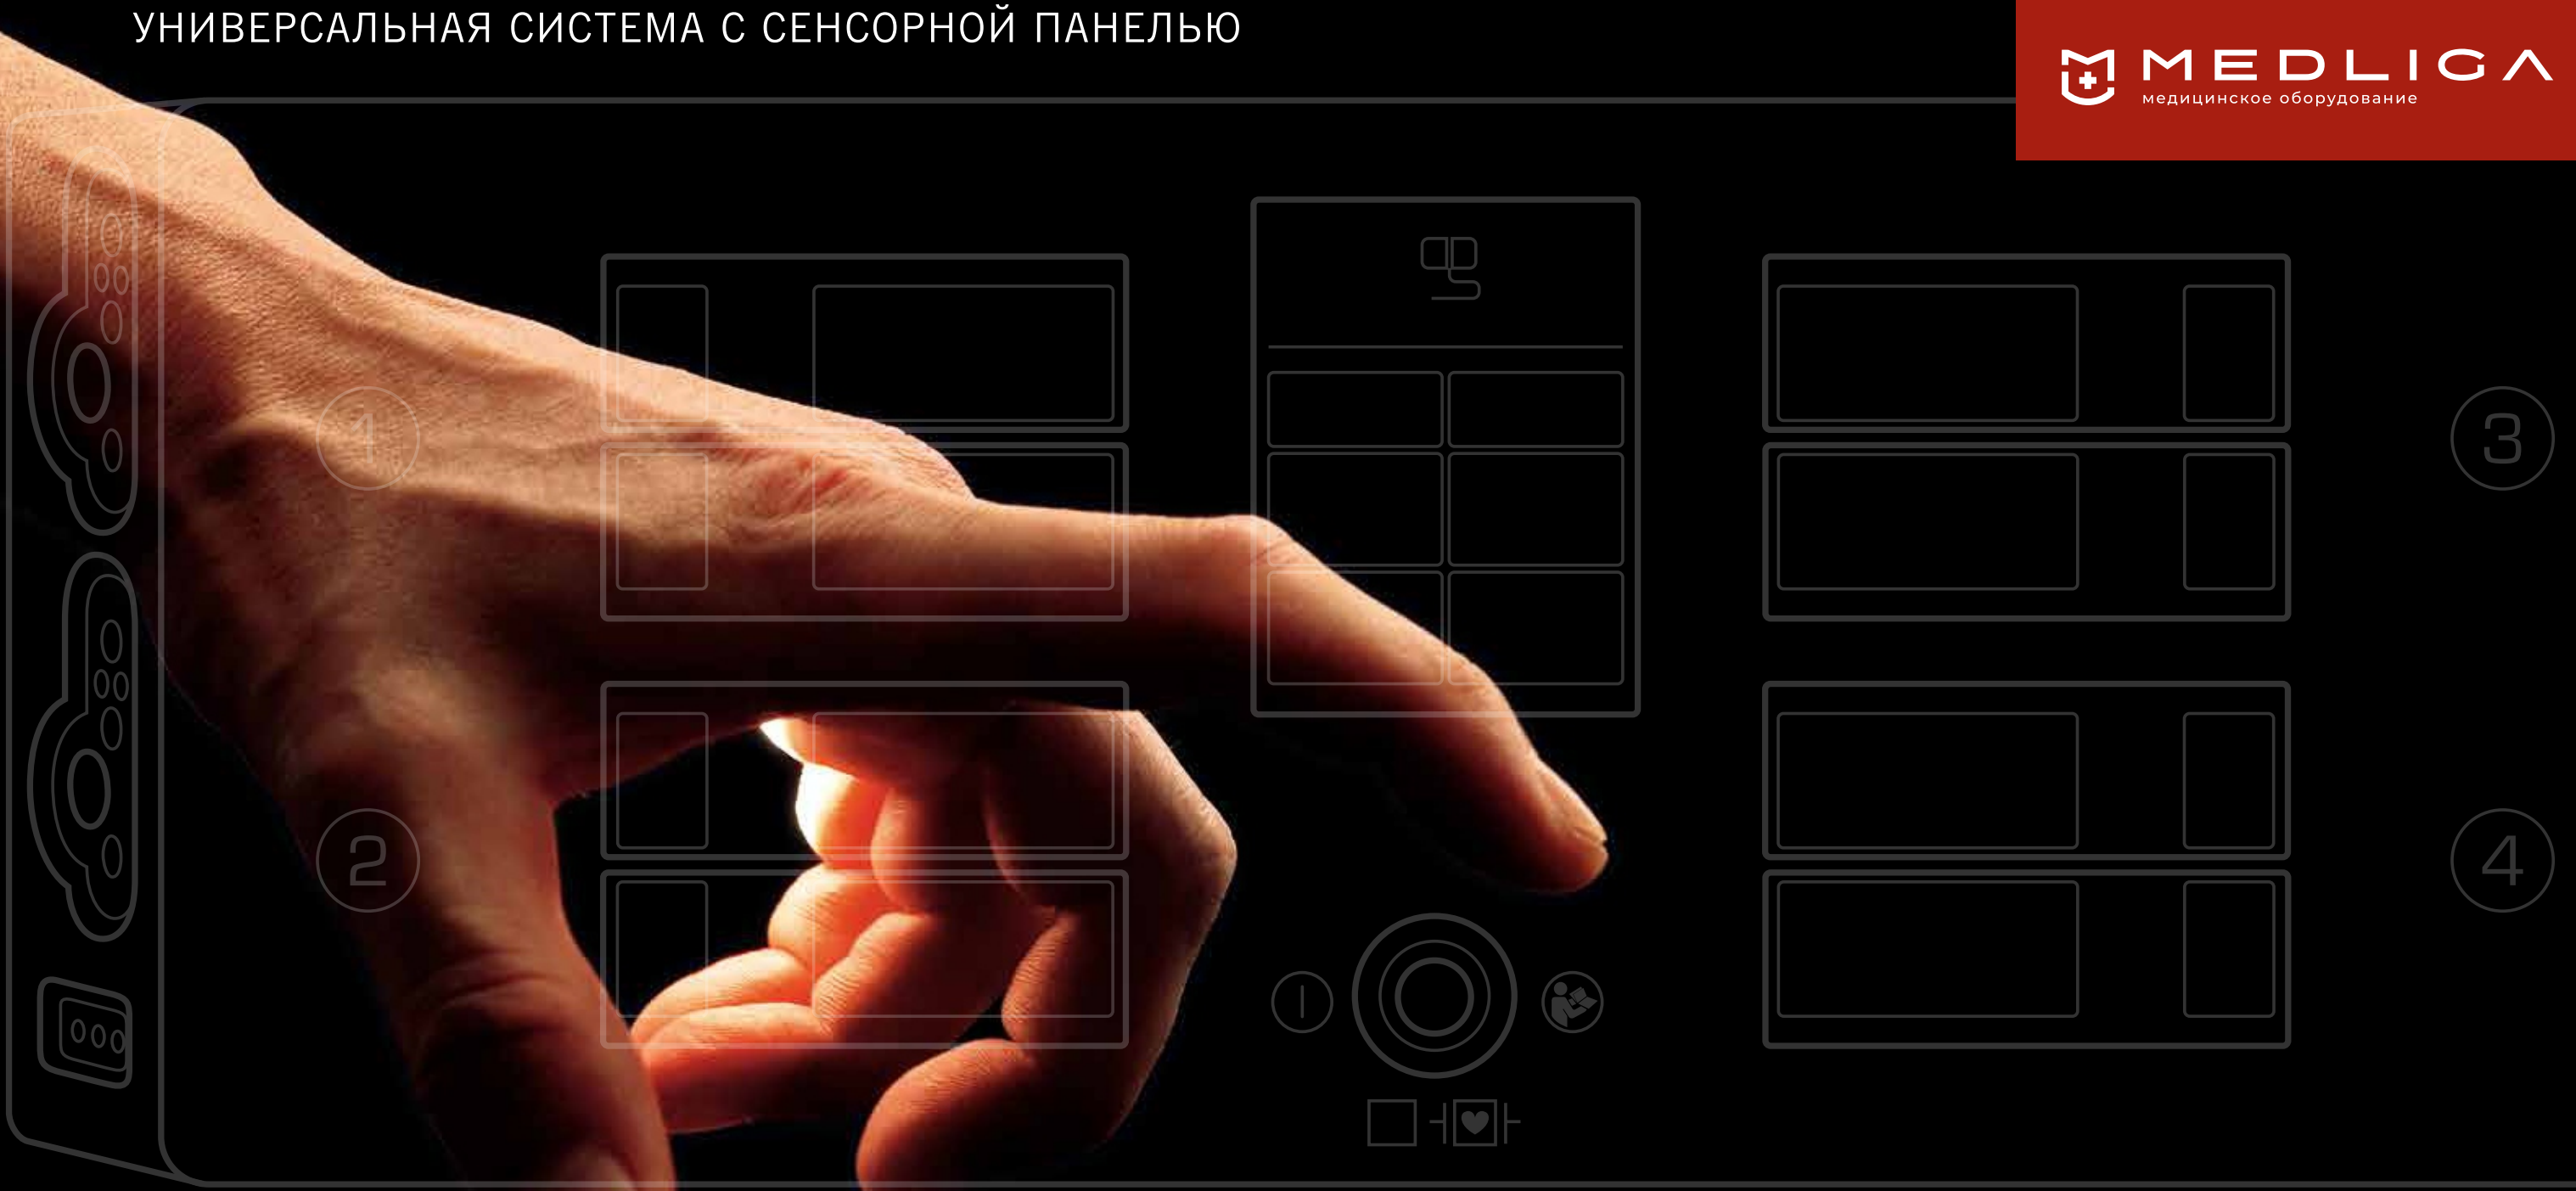 УНИВЕРСАЛЬНАЯ СИСТЕМА С СЕНСОРНОЙ ПАНЕЛЬЮ
MEDLIGA
медицинское оборудование
1
3
2
4